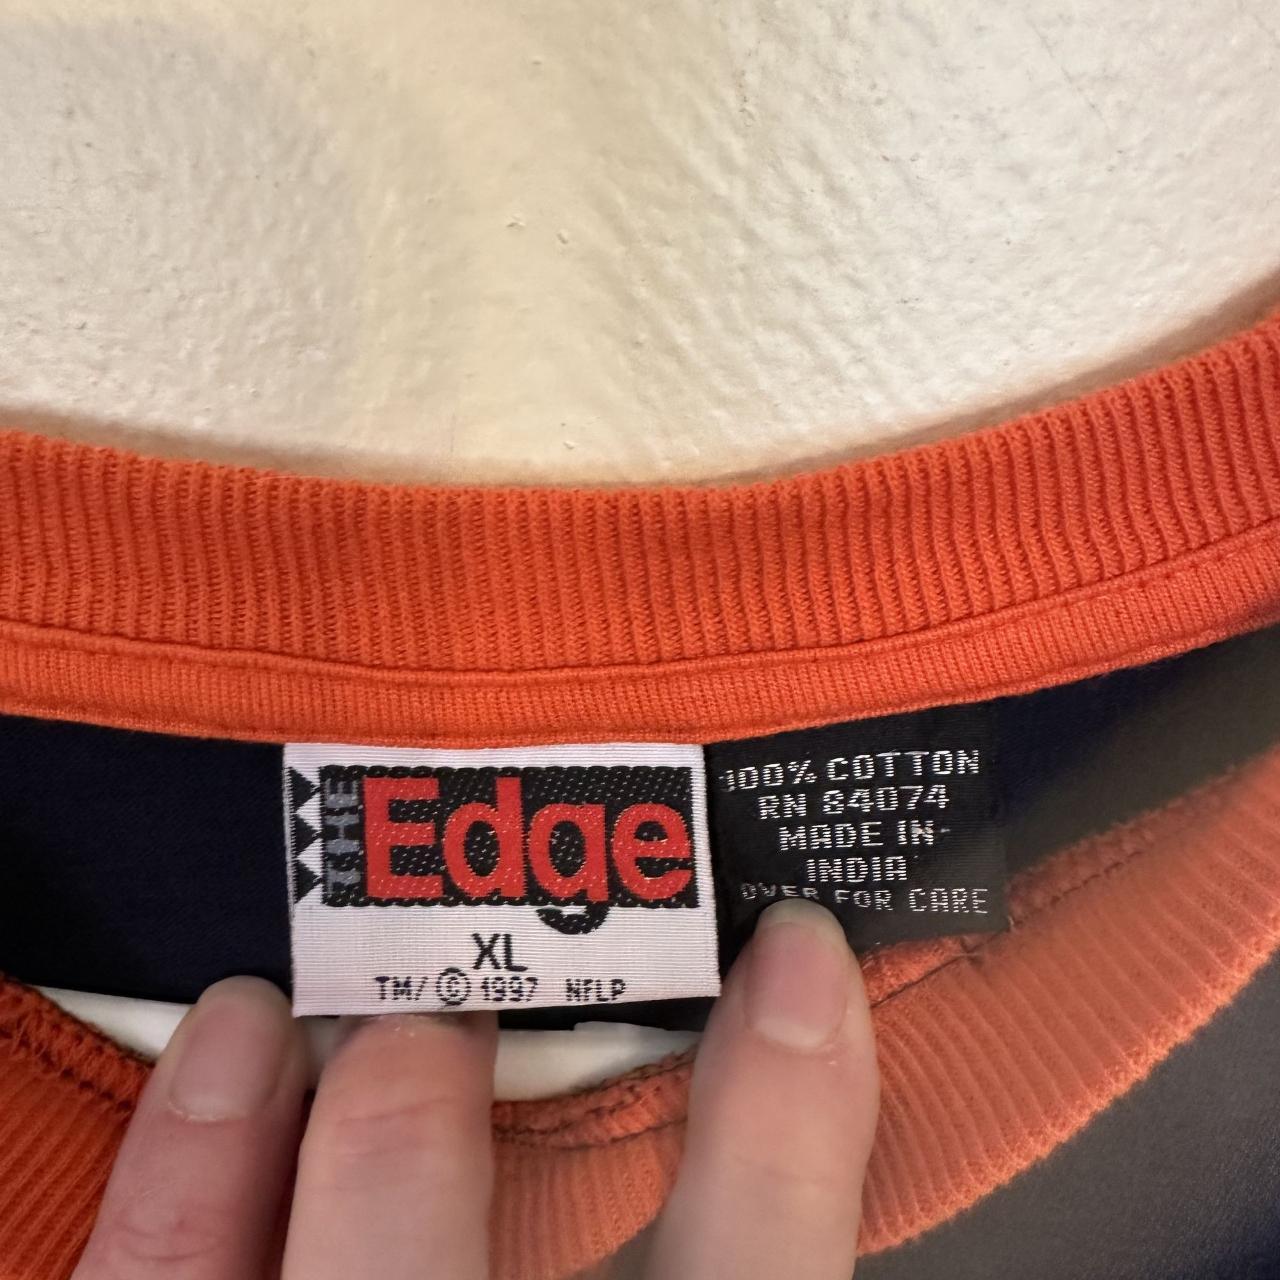 THE Edge
XL
TM/ © 1997 NFLP
100% COTTON
RN 84074
MADE IN
INDIA
OVER FOR CARE